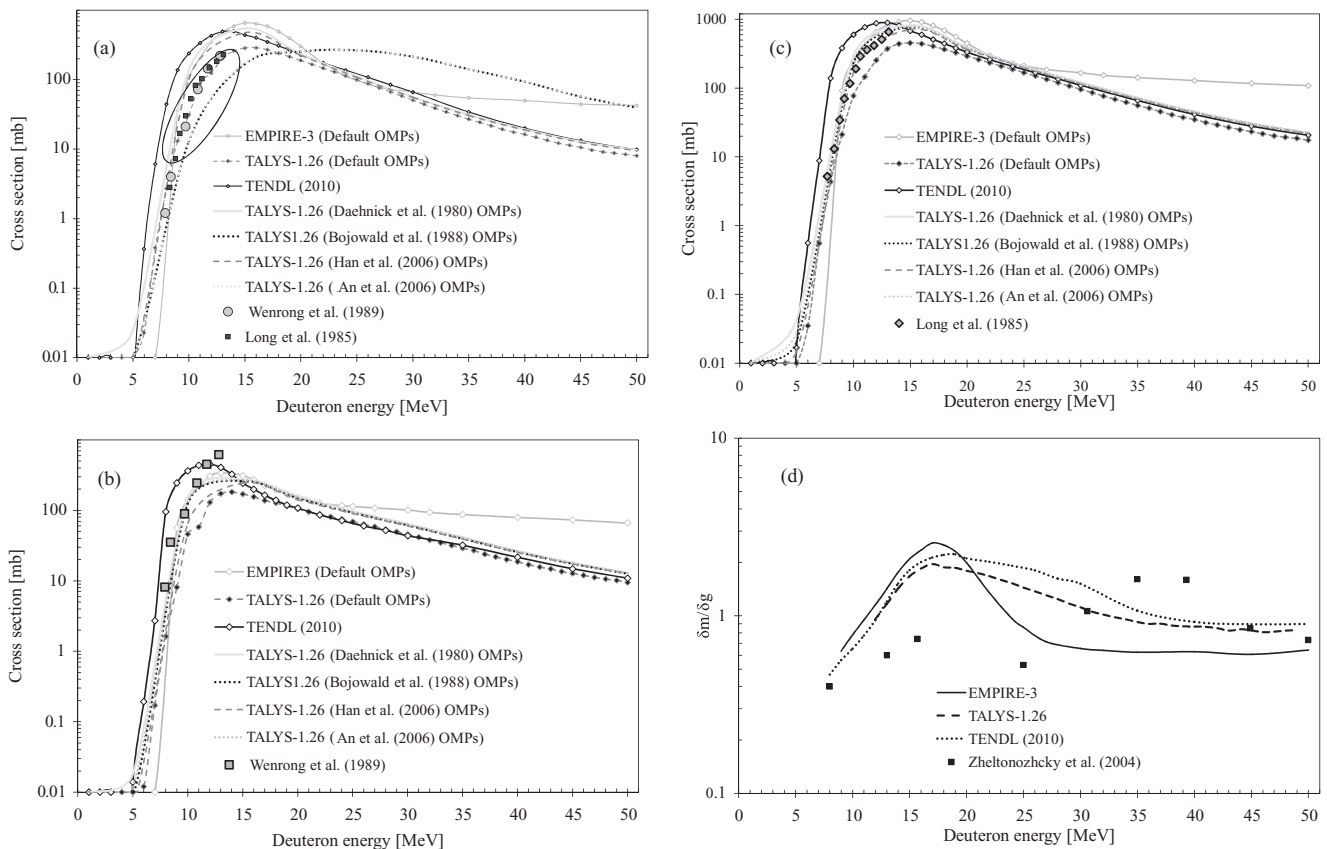 (a)
Cross section [mb]
100
10
1
0.1
0.01
EMPIRE-3 (Default OMPs)
TALYS-1.26 (Default OMPs)
TENDL (2010)
TALYS-1.26 (Daehnick et al. (1980) OMPs)
TALYS1.26 (Bojowald et al. (1988) OMPs)
TALYS-1.26 (Han et al. (2006) OMPs)
TALYS-1.26 ( An et al. (2006) OMPs)
Wenrong et al. (1989)
Long et al. (1985)
0 5 10 15 20 25 30 35 40 45 50
Deuteron energy [MeV]
(c)
Cross section [mb]
1000
100
10
1
0.1
0.01
EMPIRE-3 (Default OMPs)
TALYS-1.26 (Default OMPs)
TENDL (2010)
TALYS-1.26 (Daehnick et al. (1980) OMPs)
TALYS1.26 (Bojowald et al. (1988) OMPs)
TALYS-1.26 (Han et al. (2006) OMPs)
TALYS-1.26 (An et al. (2006) OMPs)
Long et al. (1985)
0 5 10 15 20 25 30 35 40 45 50
Deuteron energy [MeV]
(b)
Cross section [mb]
100
10
1
0.1
0.01
EMPIRE3 (Default OMPs)
TALYS-1.26 (Default OMPs)
TENDL (2010)
TALYS-1.26 (Daehnick et al. (1980) OMPs)
TALYS1.26 (Bojowald et al. (1988) OMPs)
TALYS-1.26 (Han et al. (2006) OMPs)
TALYS-1.26 (An et al. (2006) OMPs)
Wenrong et al. (1989)
0 5 10 15 20 25 30 35 40 45 50
Deuteron energy [MeV]
(d)
δm/δg
10
1
0.1
EMPIRE-3
TALYS-1.26
TENDL (2010)
Zheltonozhcky et al. (2004)
0 5 10 15 20 25 30 35 40 45 50
Deuteron energy [MeV]